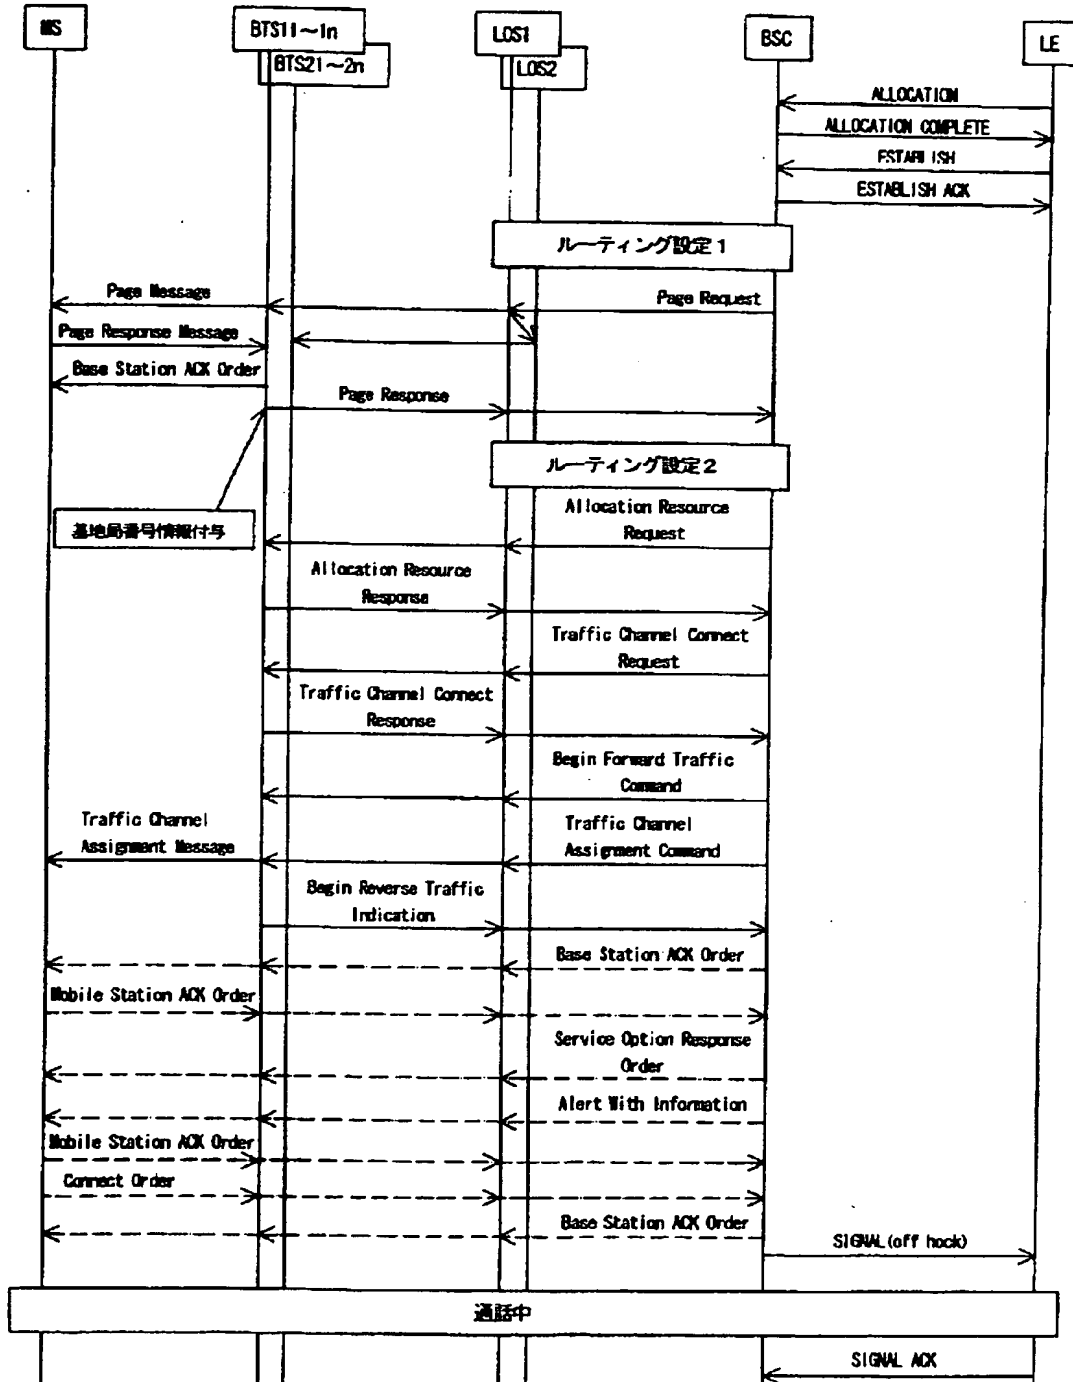 MS
BTS11～1n
BTS21～2n
LOS1
LOS2
BSC
LE
ALLOCATION
ALLOCATION COMPLETE
ESTABLISH
ESTABLISH ACK
ルーティング設定1
Page Message
Page Request
Page Response Message
Base Station ACK Order
Page Response
ルーティング設定2
基地局番号情報付与
Allocation Resource
Request
Allocation Resource
Response
Traffic Channel Connect
Request
Traffic Channel Connect
Response
Begin Forward Traffic
Command
Traffic Channel
Assignment Message
Traffic Channel
Assignment Command
Begin Reverse Traffic
Indication
Base Station ACK Order
Mobile Station ACK Order
Service Option Response
Order
Alert With Information
Mobile Station ACK Order
Connect Order
Base Station ACK Order
SIGNAL(off hock)
通話中
SIGNAL ACK